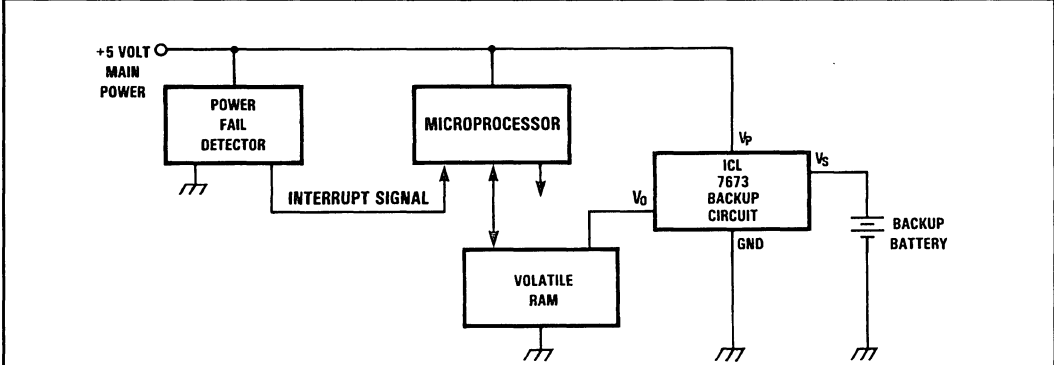 +5 VOLT
MAIN
POWER
POWER
FAIL
DETECTOR
MICROPROCESSOR
INTERRUPT SIGNAL
VP
ICL
7673
BACKUP
CIRCUIT
VS
VO
GND
BACKUP
BATTERY
VOLATILE
RAM